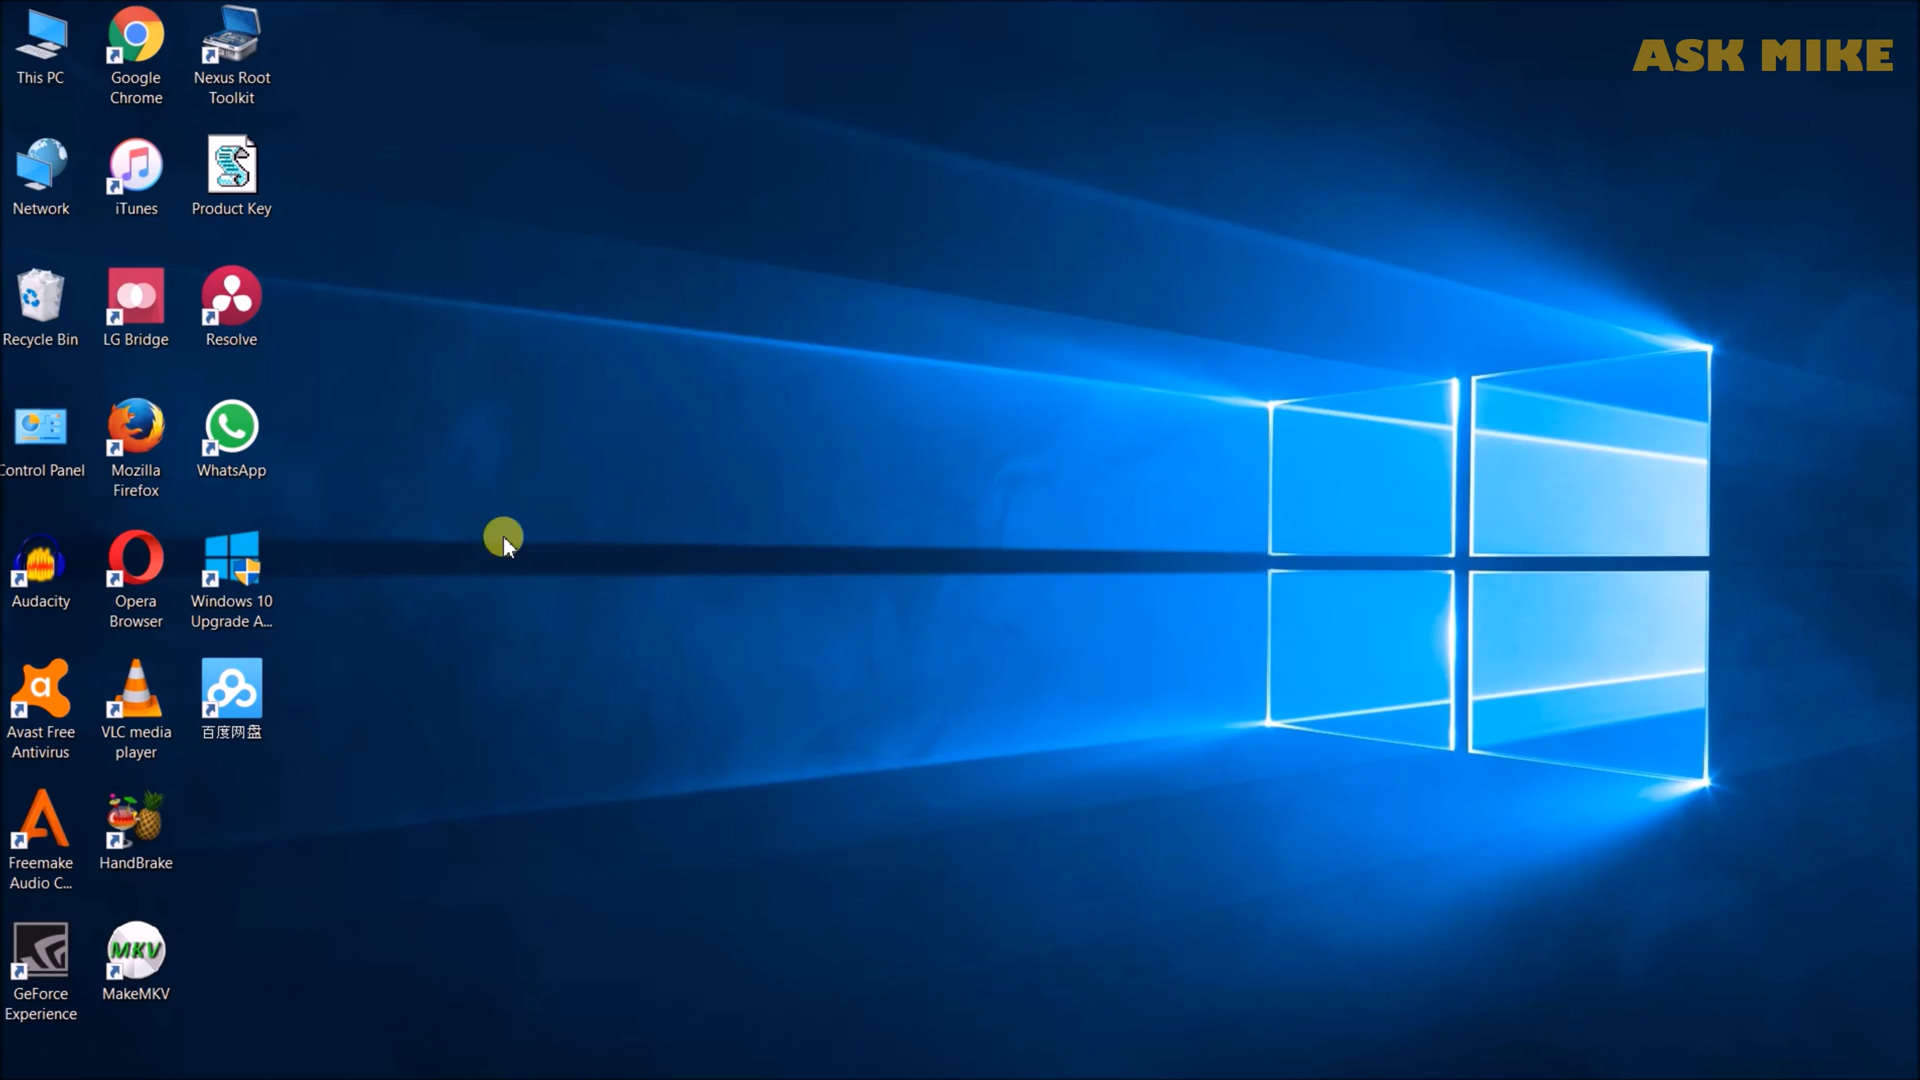 ASK MIKE
This PC
Google
Chrome
Nexus Root
Toolkit
Network
iTunes
Product Key
Recycle Bin
LG Bridge
Resolve
Control Panel
Mozilla
Firefox
WhatsApp
Audacity
Opera
Browser
Windows 10
Upgrade A...
a
Avast Free
Antivirus
VLC media
player
百度网盘
Freemake
Audio C...
HandBrake
GeForce
Experience
MKV
MakeMKV